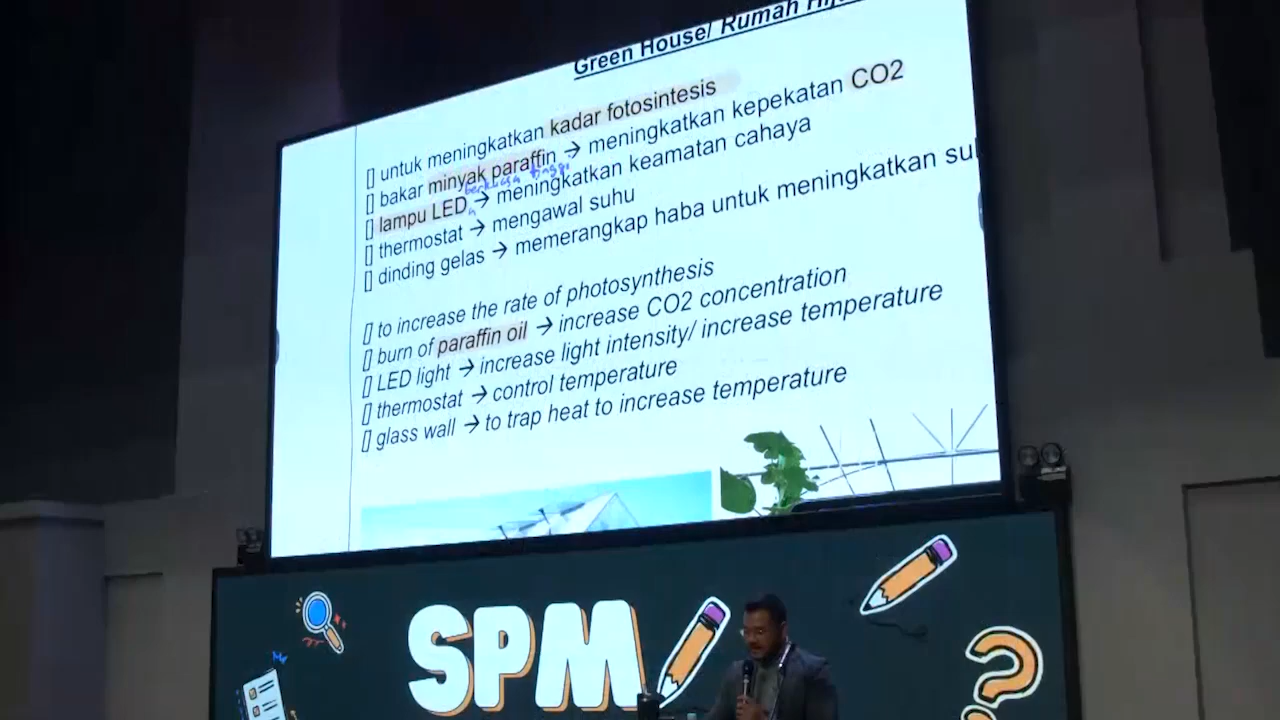 Green House/ Rumah
[] untuk meningkatkan kadar fotosintesis
[] bakar minyak paraffin → meningkatkan kepekatan CO2
berkuasa tinggi
[] lampu LED → meningkatkan keamatan cahaya
[] thermostat → mengawal suhu
[] dinding gelas → memerangkap haba untuk meningkatkan
[] to increase the rate of photosynthesis
[] burn of paraffin oil → increase CO2 concentration
[] LED light → increase light intensity/ increase temperature
[] thermostat → control temperature
[] glass wall → to trap heat to increase temperature
SPM